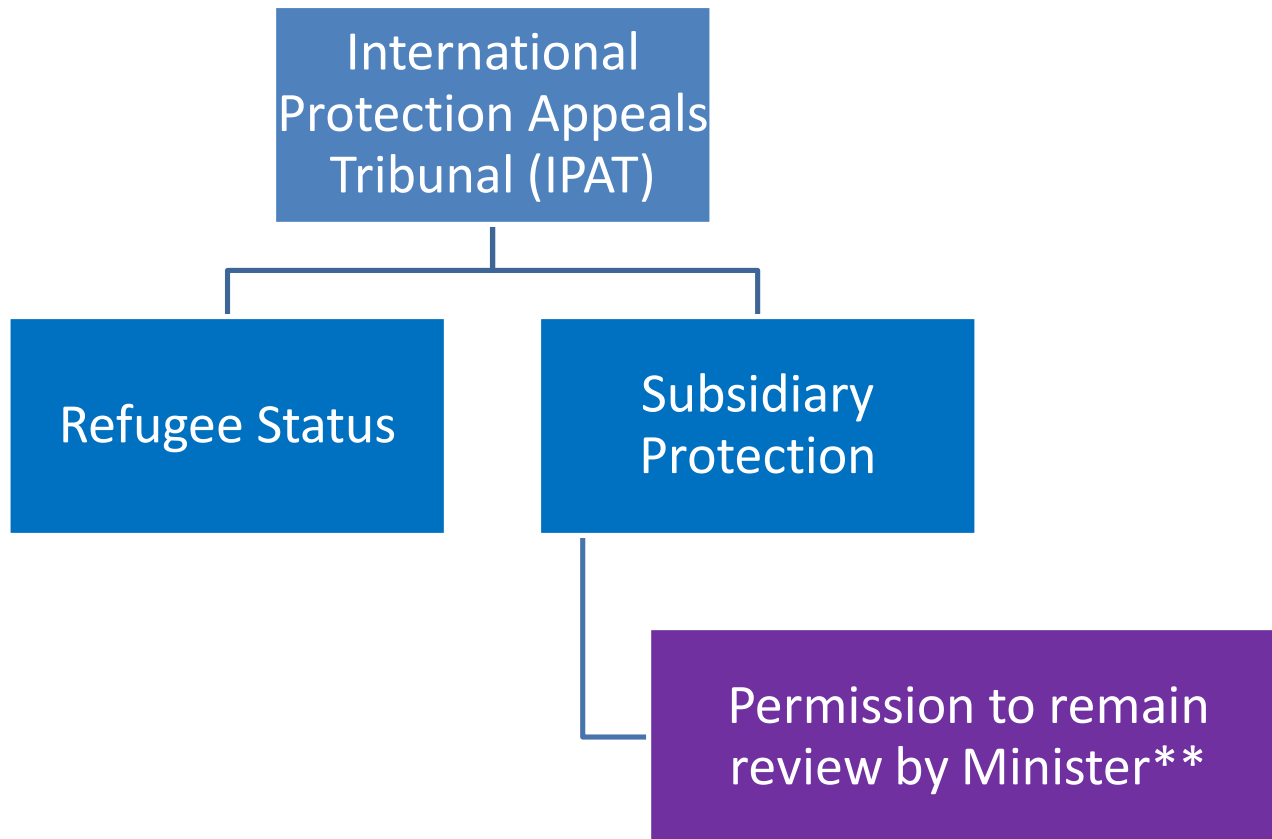 International
Protection Appeals
Tribunal (IPAT)
Refugee Status
Subsidiary
Protection
Permission to remain
review by Minister**